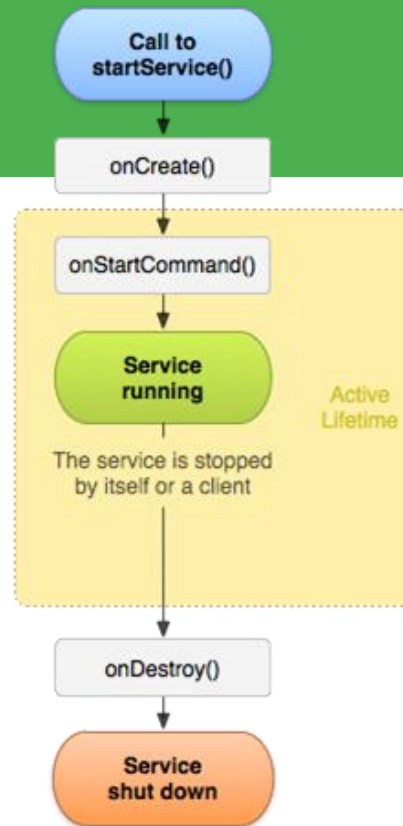 Call to
startService()
onCreate()
onStartCommand()
Service
running
Active
Lifetime
The service is stopped
by itself or a client
onDestroy()
Service
shut down